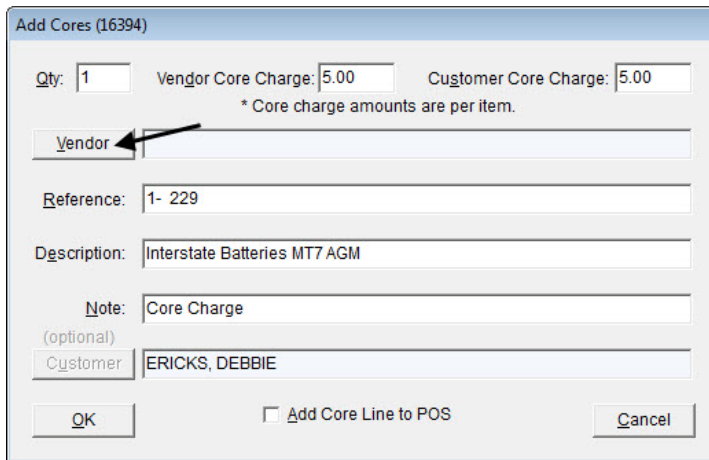 Add Cores (16394)
Qty: 1 Vendor Core Charge: 5.00 Customer Core Charge: 5.00
* Core charge amounts are per item.
Vendor
Reference: 1- 229
Description: Interstate Batteries MT7 AGM
Note: Core Charge
(optional)
Customer ERICKS, DEBBIE
OK Add Core Line to POS Cancel